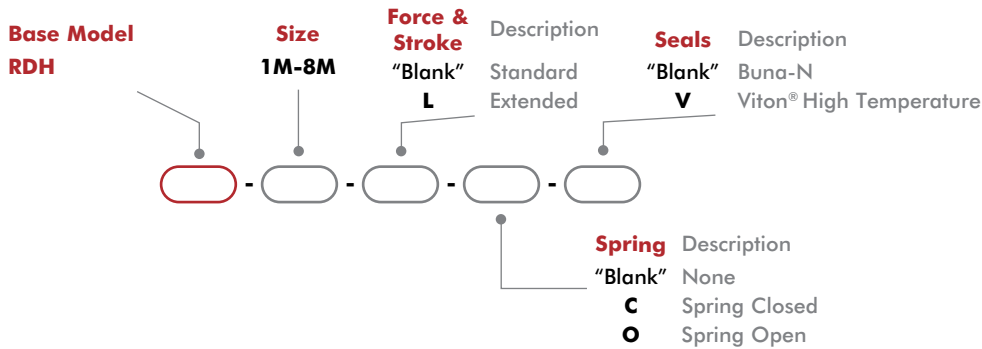 Base Model
RDH
Size
1M-8M
Force &
Stroke
Description
"Blank" Standard
L Extended
Seals Description
"Blank" Buna-N
V Viton® High Temperature
- - - -
Spring Description
"Blank" None
C Spring Closed
O Spring Open